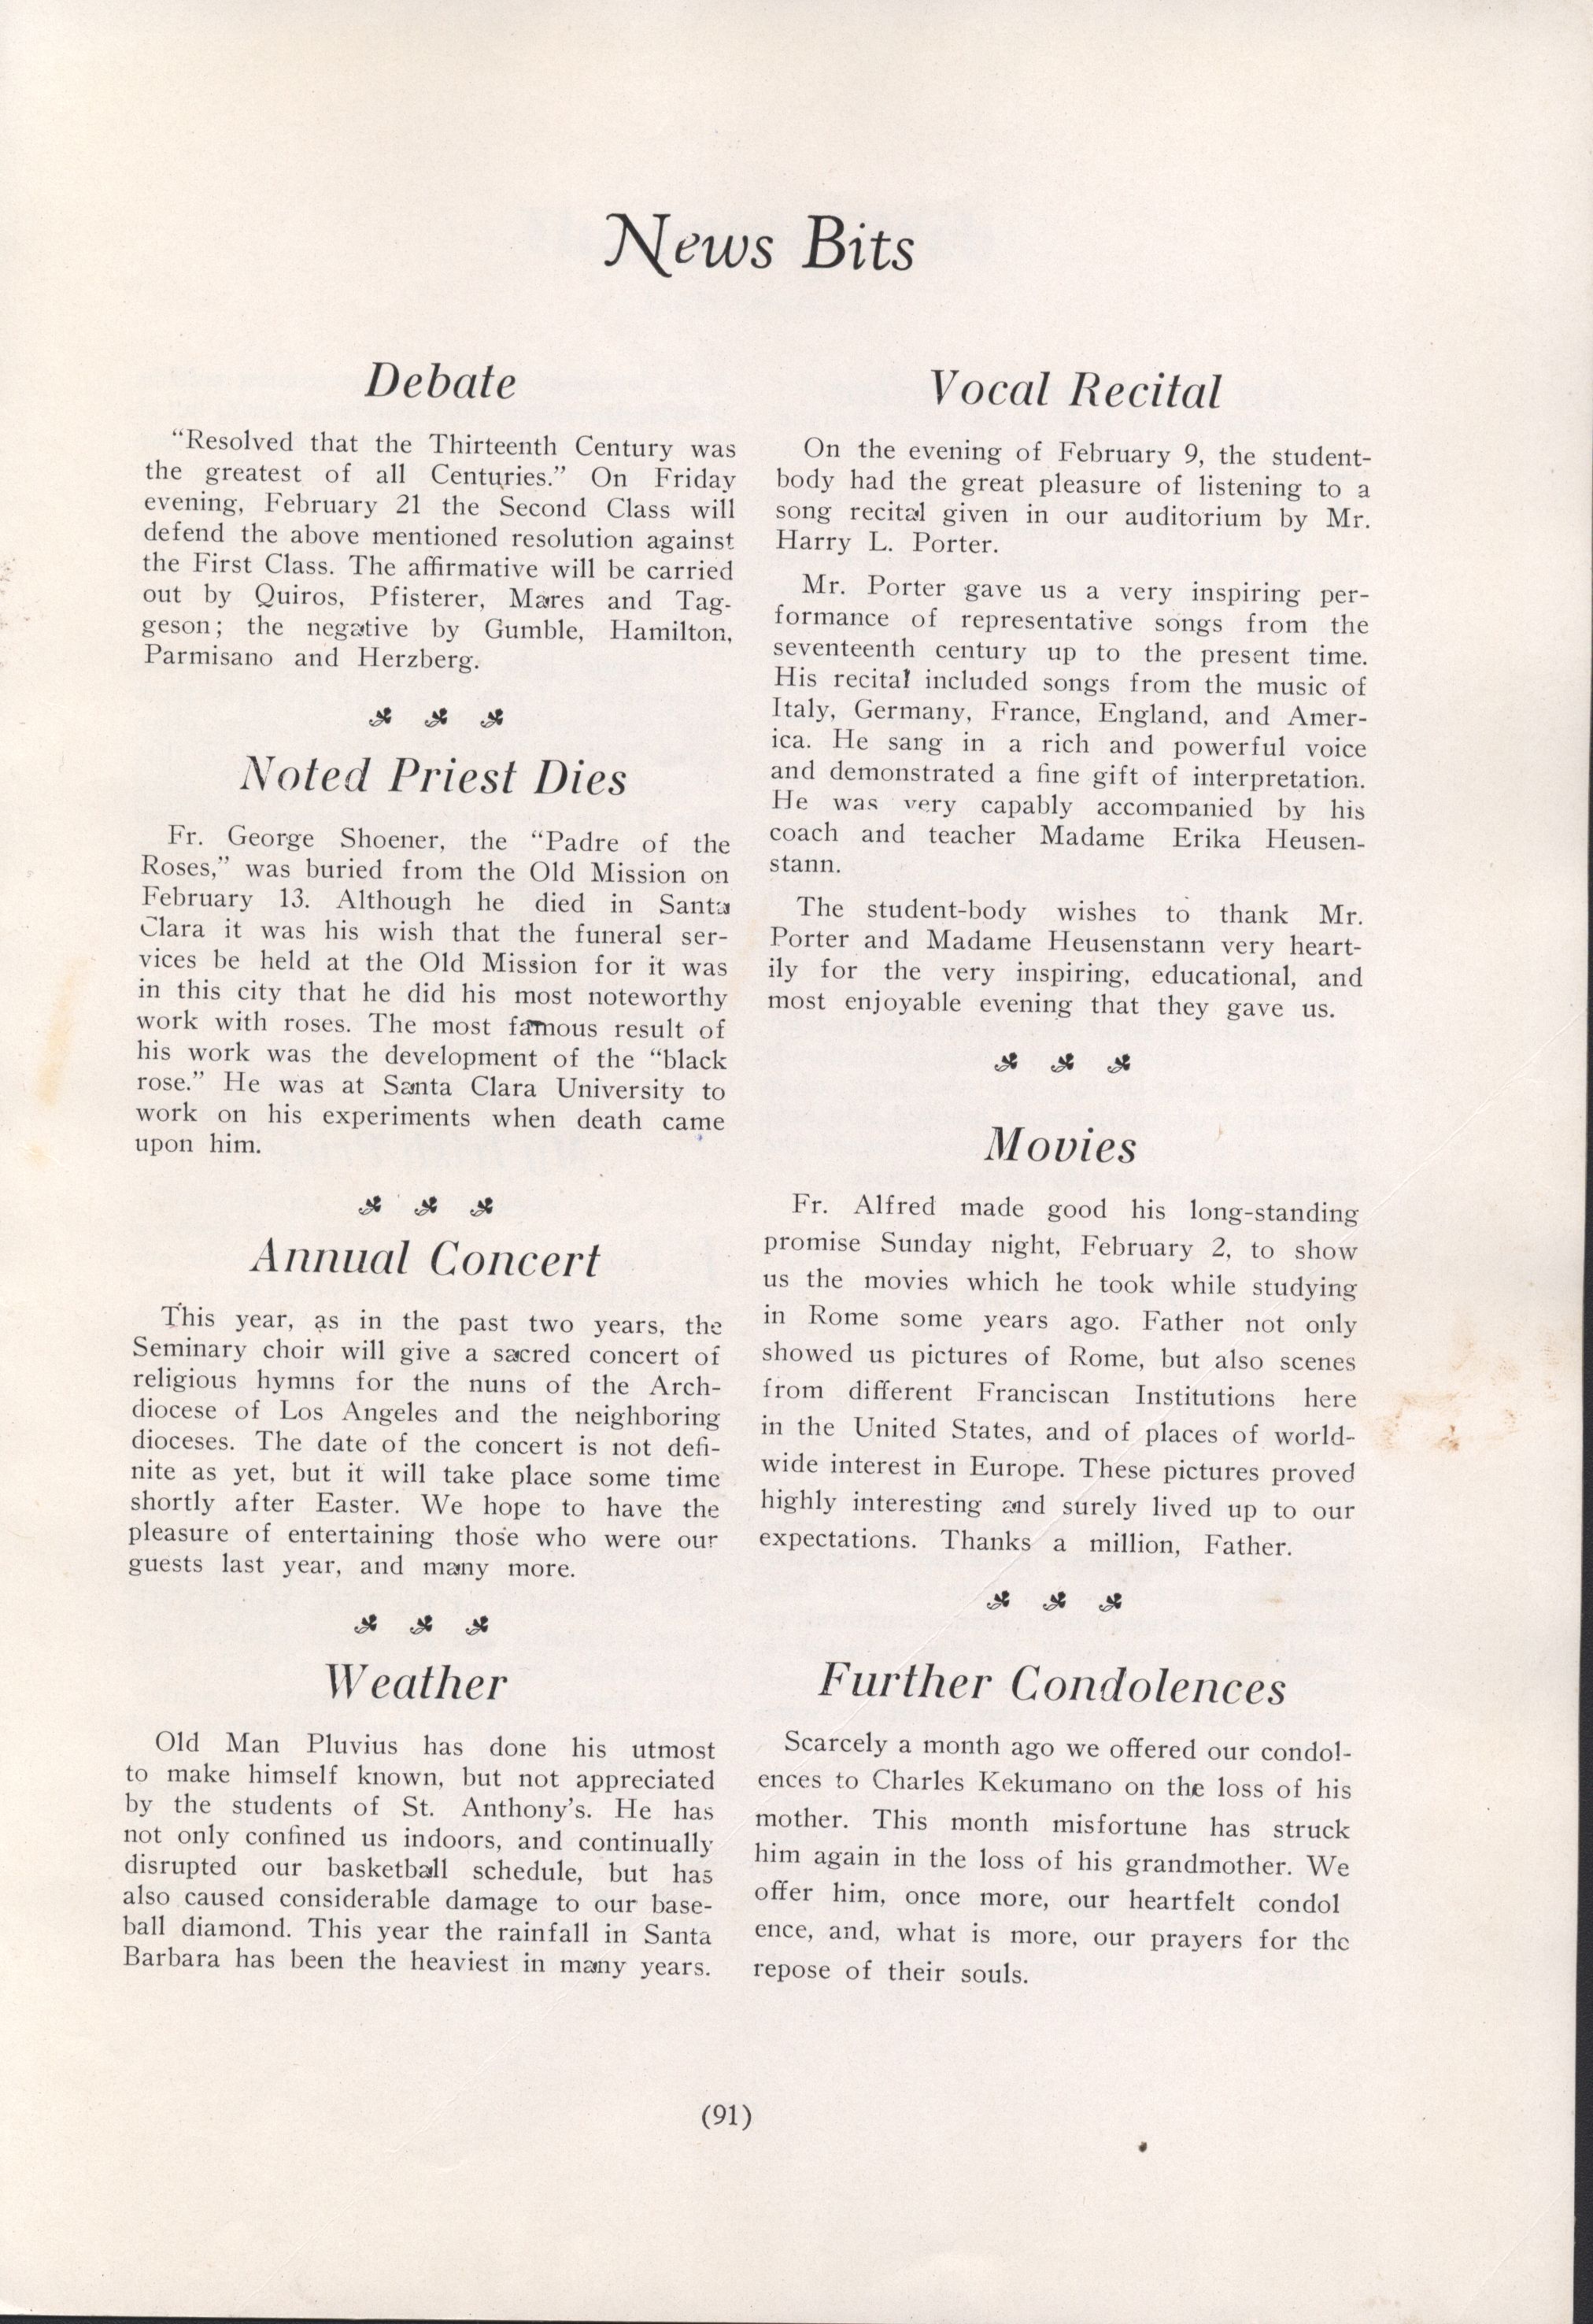 News Bits
Debate
“Resolved that the Thirteenth Century was
the greatest of all Centuries.” On Friday
evening, February 21 the Second Class will
defend the above mentioned resolution against
the First Class. The affirmative will be carried
out by Quiros, Pfisterer, Mares and Tag-
geson; the negative by Gumble, Hamilton,
Parmisano and Herzberg.
Noted Priest Dies
Fr. George Shoener, the “Padre of the
Roses,” was buried from the Old Mission on
February 13. Although he died in Santa
Clara it was his wish that the funeral ser-
vices be held at the Old Mission for it was
in this city that he did his most noteworthy
work with roses. The most famous result of
his work was the development of the “black
rose.” He was at Santa Clara University to
work on his experiments when death came
upon him.
Annual Concert
This year, as in the past two years, the
Seminary choir will give a sacred concert of
religious hymns for the nuns of the Arch-
diocese of Los Angeles and the neighboring
dioceses. The date of the concert is not defi-
nite as yet, but it will take place some time
shortly after Easter. We hope to have the
pleasure of entertaining those who were our
guests last year, and many more.
Weather
Old Man Pluvius has done his utmost
to make himself known, but not appreciated
by the students of St. Anthony’s. He has
not only confined us indoors, and continually
disrupted our basketball schedule, but has
also caused considerable damage to our base-
ball diamond. This year the rainfall in Santa
Barbara has been the heaviest in many years.
Vocal Recital
On the evening of February 9, the student-
body had the great pleasure of listening to a
song recital given in our auditorium by Mr.
Harry L. Porter.
Mr. Porter gave us a very inspiring per-
formance of representative songs from the
seventeenth century up to the present time.
His recital included songs from the music of
Italy, Germany, France, England, and Amer-
ica. He sang in a rich and powerful voice
and demonstrated a fine gift of interpretation.
He was very capably accompanied by his
coach and teacher Madame Erika Heusen-
stann.
The student-body wishes to thank Mr.
Porter and Madame Heusenstann very heart-
ily for the very inspiring, educational, and
most enjoyable evening that they gave us.
Movies
Fr. Alfred made good his long-standing
promise Sunday night, February 2, to show
us the movies which he took while studying
in Rome some years ago. Father not only
showed us pictures of Rome, but also scenes
from different Franciscan Institutions here
in the United States, and of places of world-
wide interest in Europe. These pictures proved
highly interesting and surely lived up to our
expectations. Thanks a million, Father.
Further Condolences
Scarcely a month ago we offered our condol-
ences to Charles Kekumano on the loss of his
mother. This month misfortune has struck
him again in the loss of his grandmother. We
offer him, once more, our heartfelt condol
ence, and, what is more, our prayers for the
repose of their souls.
(91)